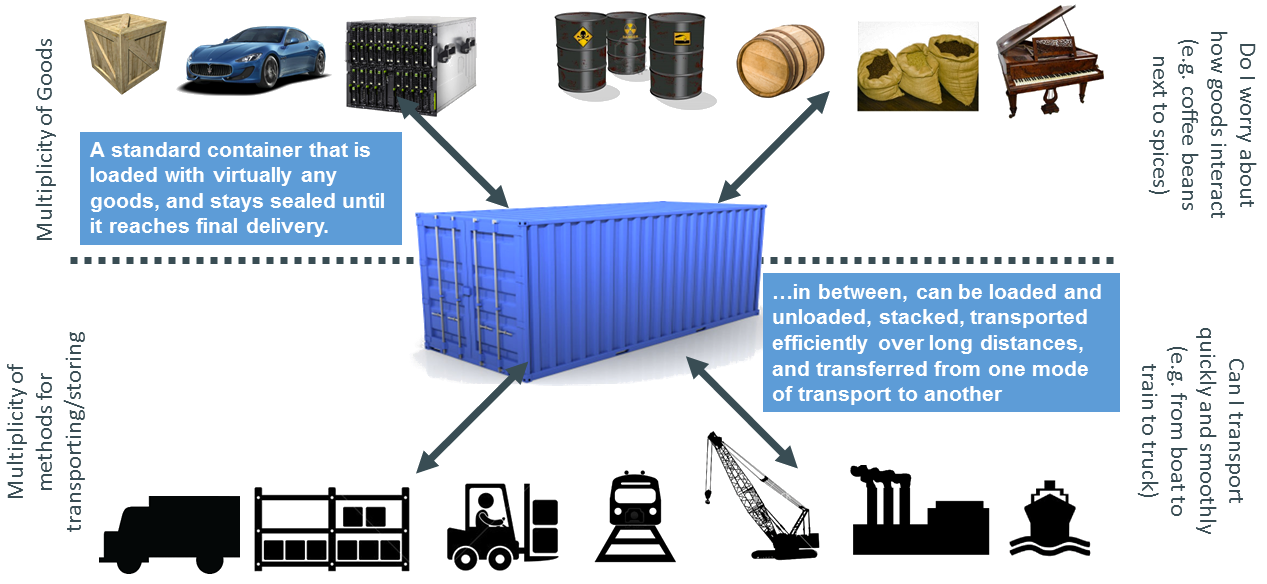 Multiplicity of Goods
Do I worry about
how goods interact
(e.g. coffee beans
next to spices)
A standard container that is
loaded with virtually any
goods, and stays sealed until
it reaches final delivery.
…in between, can be loaded and
unloaded, stacked, transported
efficiently over long distances,
and transferred from one mode
of transport to another
Multiplicity of
methods for
transporting/storing
Can I transport
quickly and smoothly
(e.g. from boat to
train to truck)